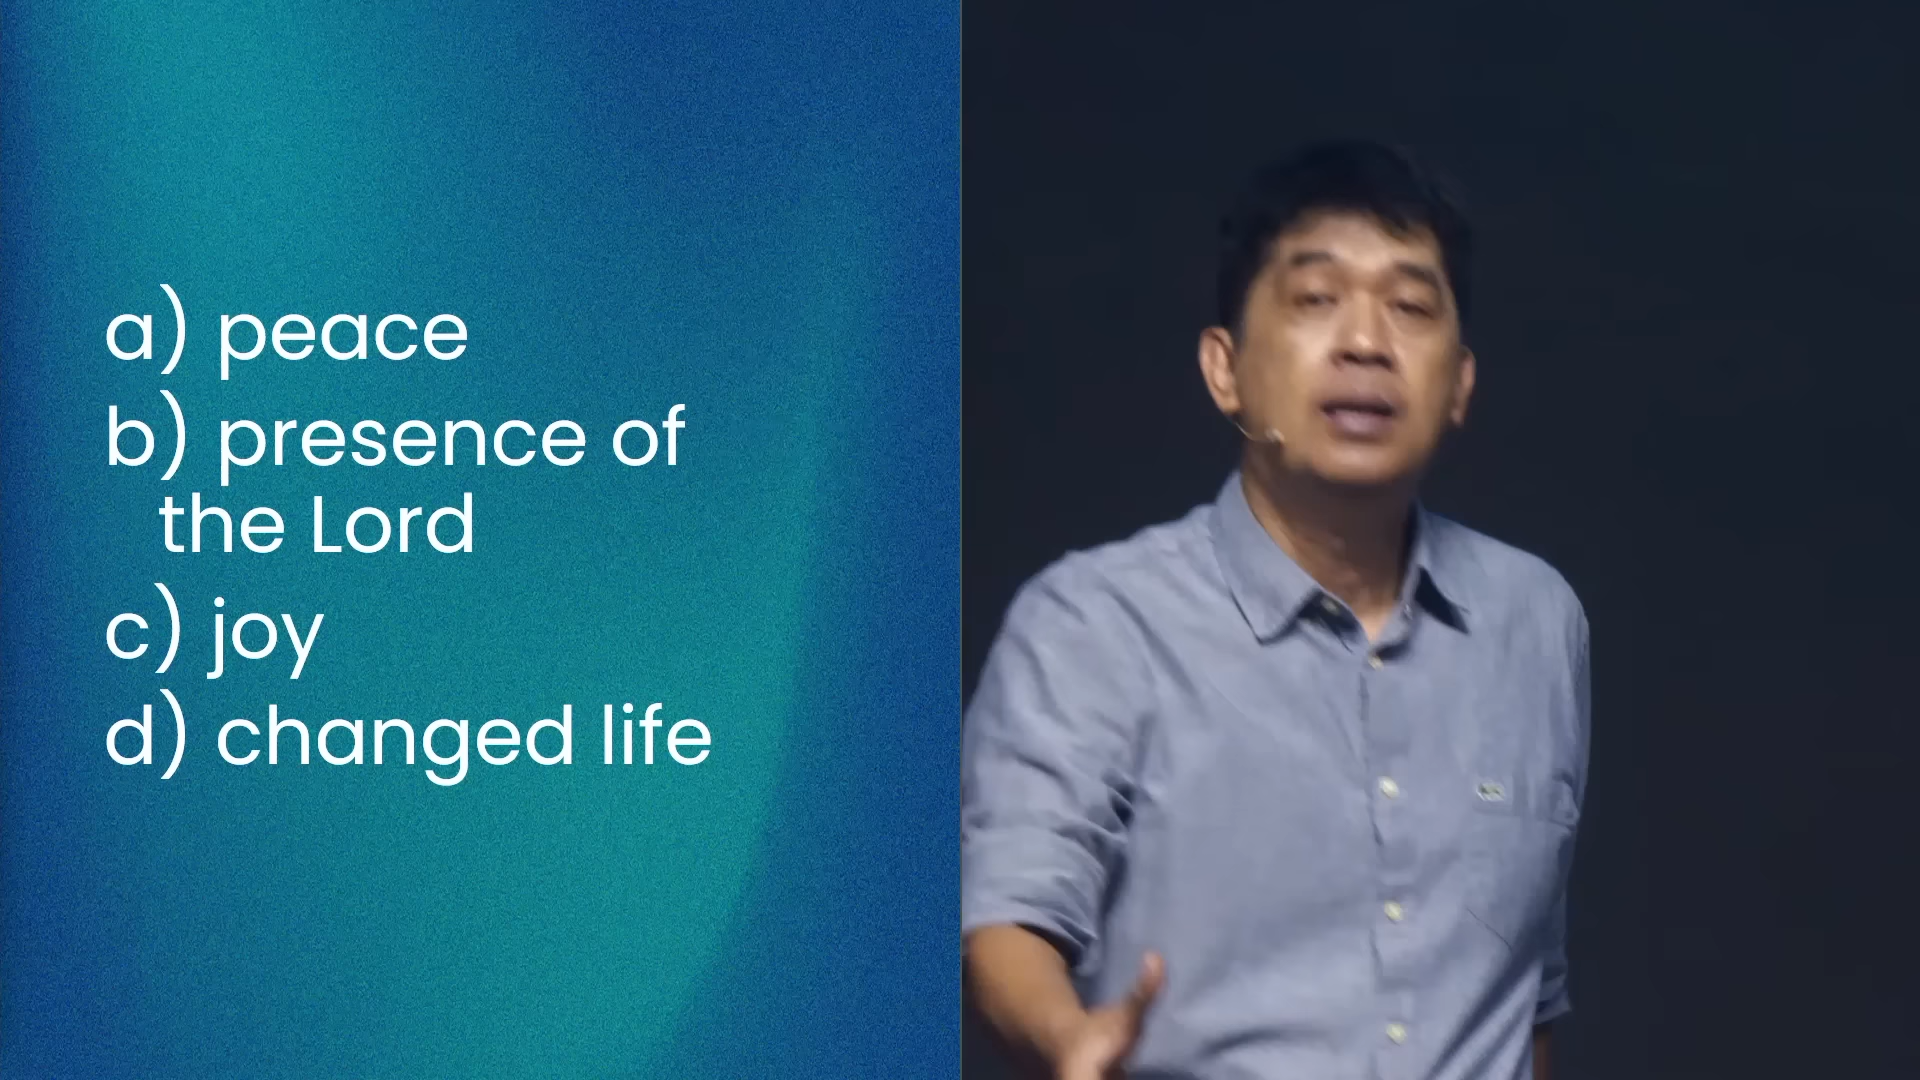 a) peace
b) presence of
the Lord
c) joy
d) changed life